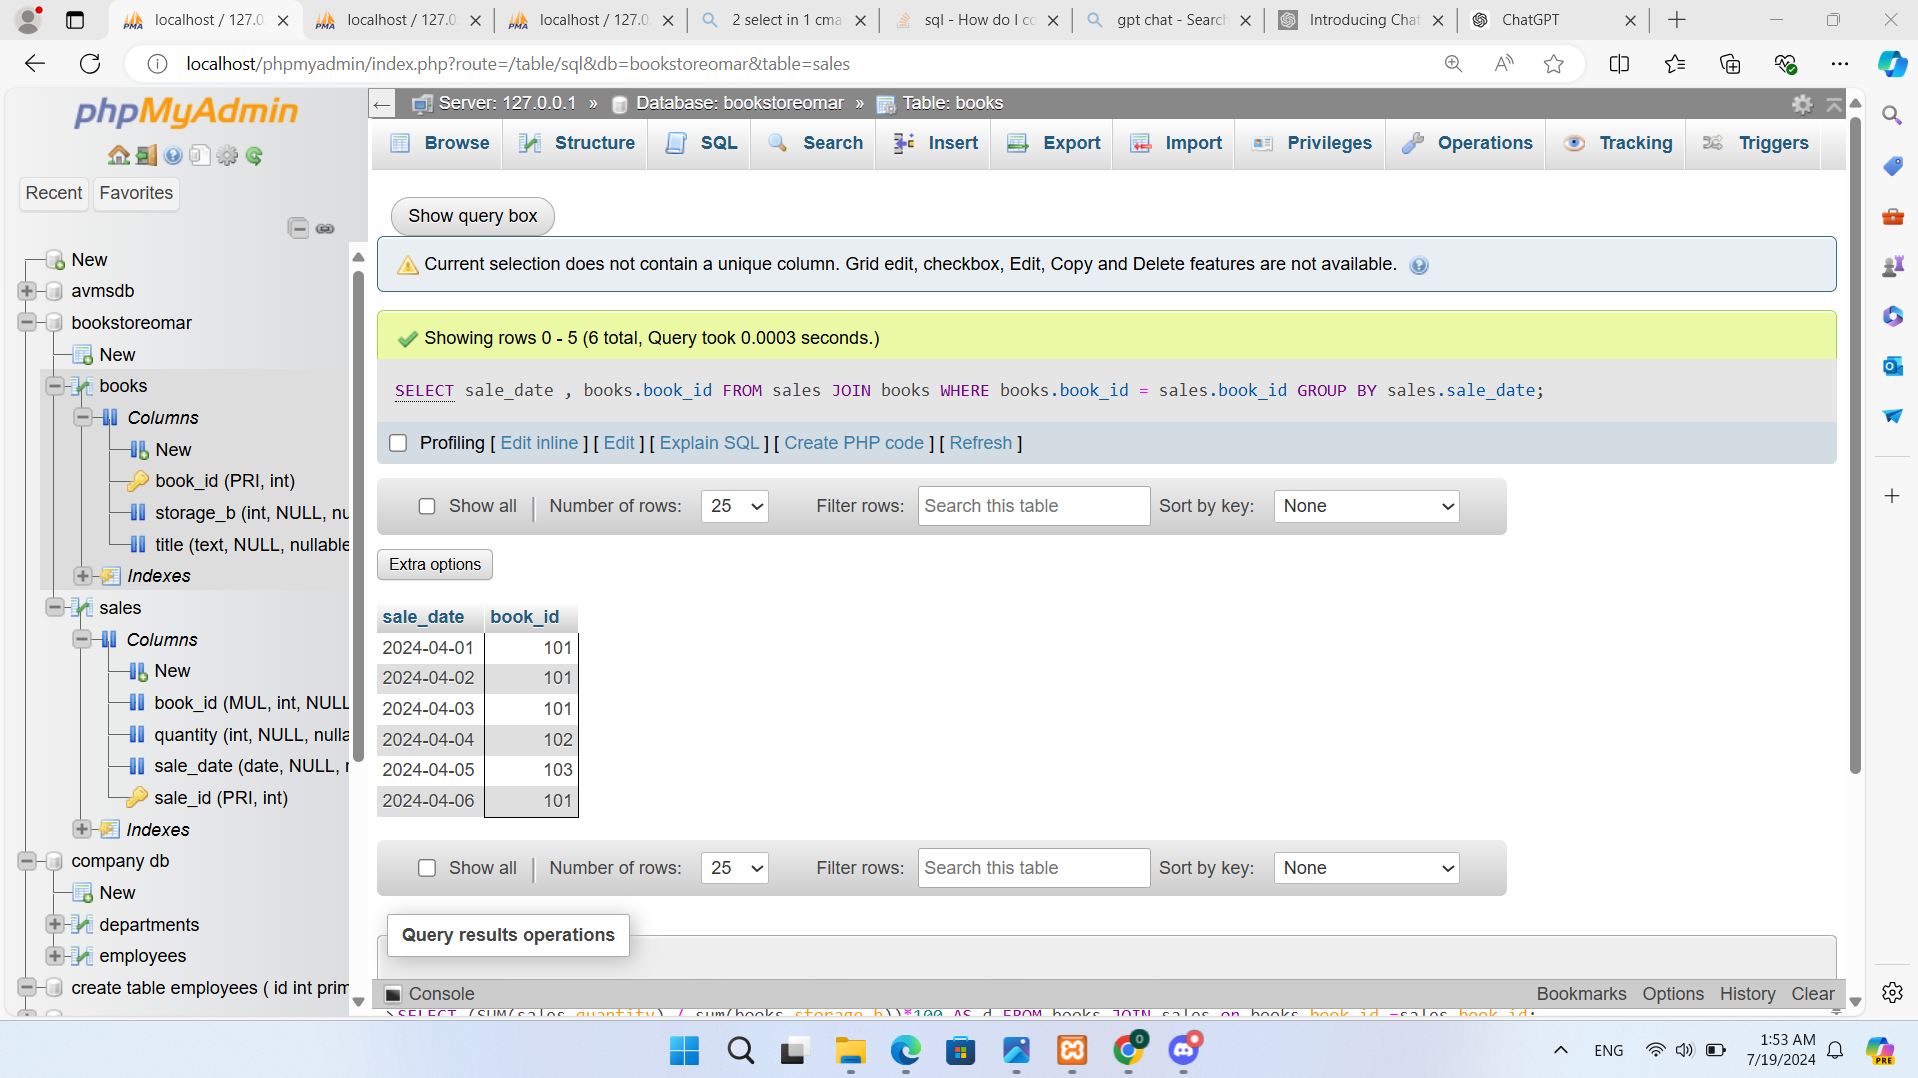 localhost / 127.0.
localhost / 127.0.
localhost / 127.0.
2 select in 1 cma
sql - How do I co
gpt chat - Search
Introducing Chat
ChatGPT
localhost/phpmyadmin/index.php?route=/table/sql&db=bookstoreomar&table=sales
phpMyAdmin
Recent
Favorites
New
avmsdb
bookstoreomar
New
books
Columns
New
book_id (PRI, int)
storage_b (int, NULL, nu
title (text, NULL, nullable
Indexes
sales
Columns
New
book_id (MUL, int, NULL
quantity (int, NULL, nulla
sale_date (date, NULL, r
sale_id (PRI, int)
Indexes
company db
New
departments
employees
create table employees ( id int prim
Server: 127.0.0.1 » Database: bookstoreomar » Table: books
Browse
Structure
SQL
Search
Insert
Export
Import
Privileges
Operations
Tracking
Triggers
Show query box
Current selection does not contain a unique column. Grid edit, checkbox, Edit, Copy and Delete features are not available.
Showing rows 0 - 5 (6 total, Query took 0.0003 seconds.)
SELECT sale_date , books.book_id FROM sales JOIN books WHERE books.book_id = sales.book_id GROUP BY sales.sale_date;
Profiling [ Edit inline ] [ Edit ] [ Explain SQL ] [ Create PHP code ] [ Refresh ]
Show all | Number of rows: 25 Filter rows: Search this table Sort by key: None
Extra options
sale_date book_id
2024-04-01 101
2024-04-02 101
2024-04-03 101
2024-04-04 102
2024-04-05 103
2024-04-06 101
Show all | Number of rows: 25 Filter rows: Search this table Sort by key: None
Query results operations
Console
Bookmarks Options History Clear
>SELECT (SUM(sales.quantity) / sum(books.storage_b))*100 AS d FROM books JOIN sales on books.book_id =sales.book_id;
ENG
1:53 AM
7/19/2024